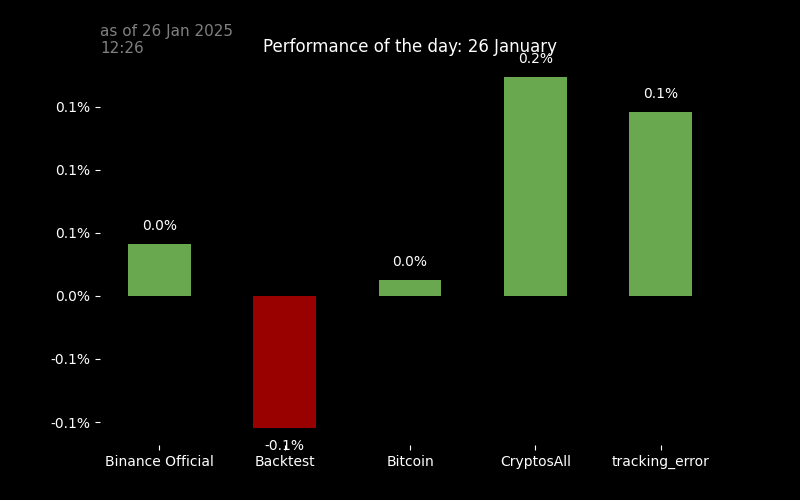 as of 26 Jan 2025
12:26
Performance of the day: 26 January
0.2%
0.1%
0.1%
0.1%
0.1%
0.0%
0.0%
0.0%
-0.1%
-0.1%
-0.1%
Binance Official
Backtest
Bitcoin
CryptosAll
tracking_error